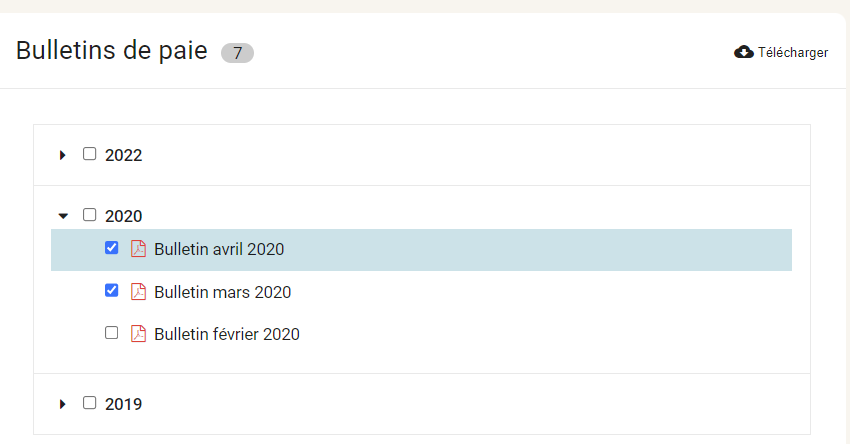 Bulletins de paie 7
Télécharger
2022
2020
Bulletin avril 2020
Bulletin mars 2020
Bulletin février 2020
2019